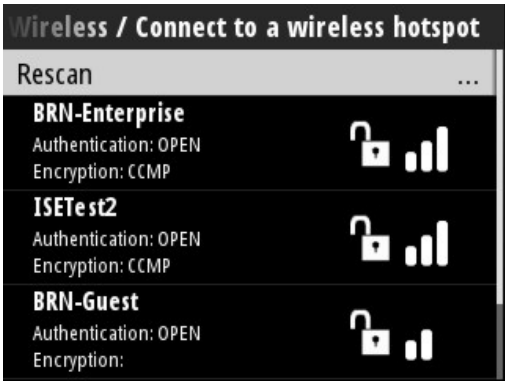 Wireless / Connect to a wireless hotspot
Rescan ...
BRN-Enterprise
Authentication: OPEN
Encryption: CCMP
ISETest2
Authentication: OPEN
Encryption: CCMP
BRN-Guest
Authentication: OPEN
Encryption: